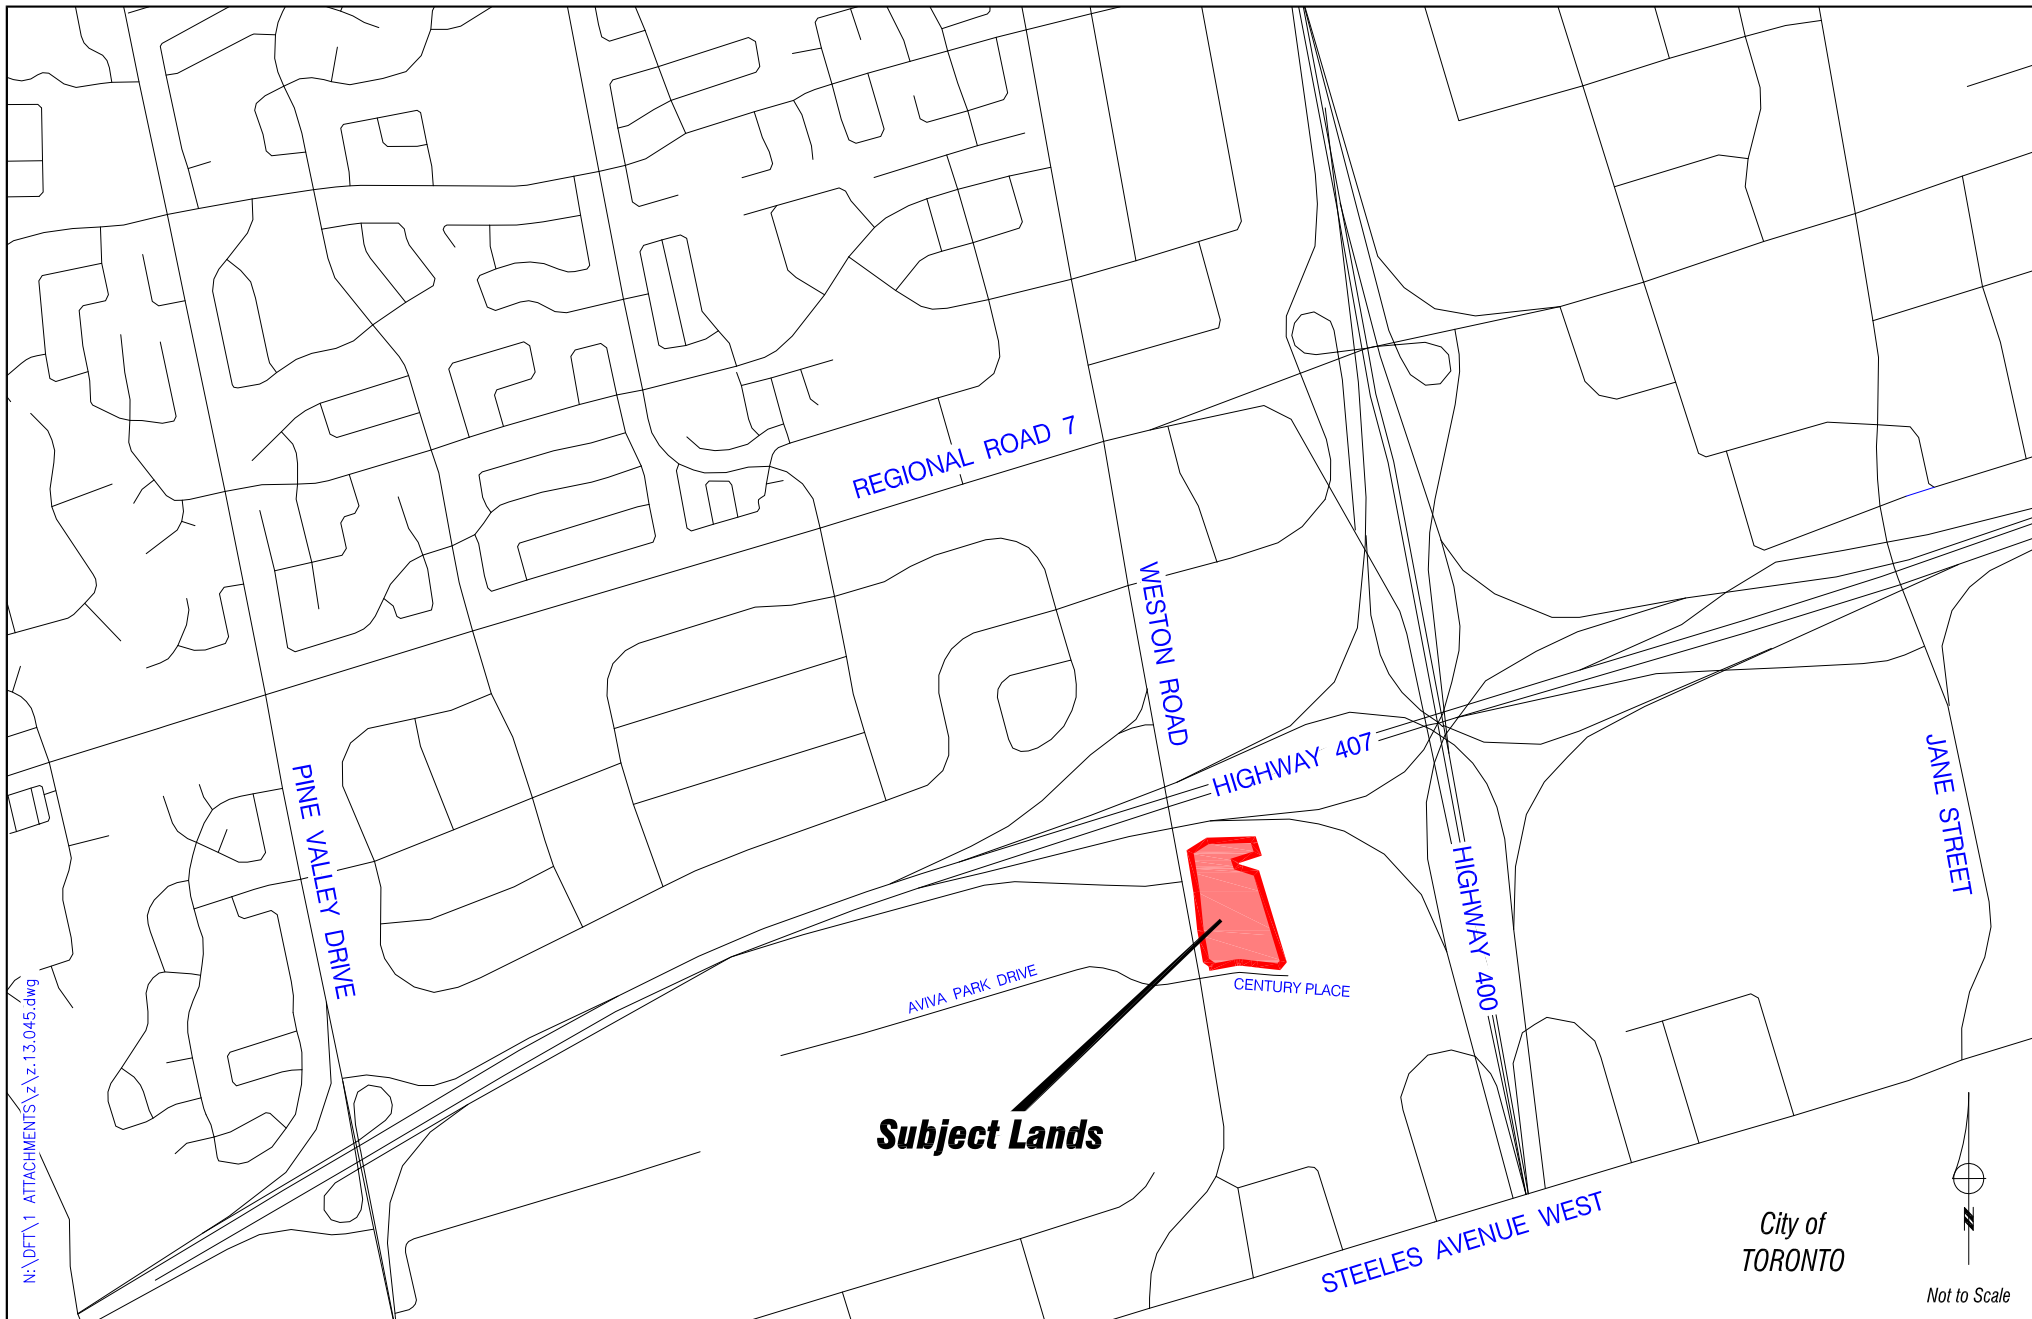 REGIONAL ROAD 7
WESTON ROAD
HIGHWAY 407
PINE VALLEY DRIVE
JANE STREET
HIGHWAY 400
AVIVA PARK DRIVE
CENTURY PLACE
Subject Lands
STEELES AVENUE WEST
City of
TORONTO
N
Not to Scale
N:\DFT\1 ATTACHMENTS\z\z.13.045.dwg